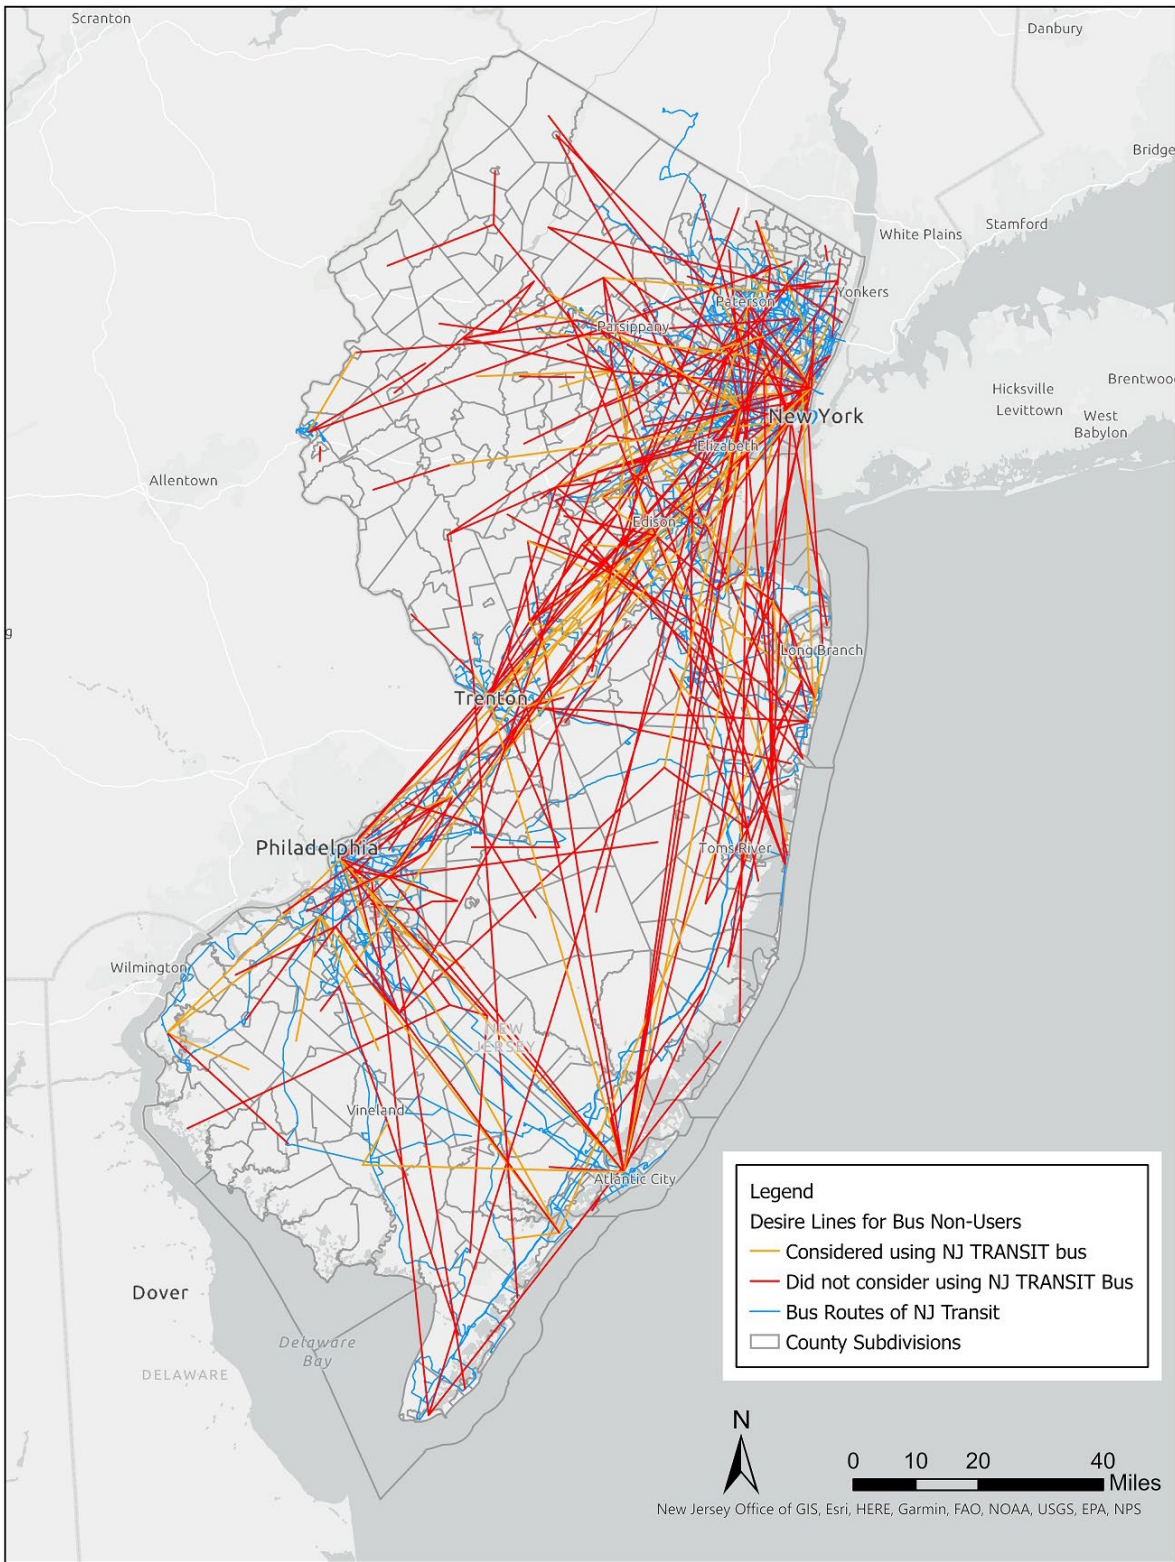 Scranton
Danbury
Bridge
Stamford
White Plains
Yonkers
Paterson
Parsippany
Hicksville
Brentwood
Levittown
New York
West
Babylon
Elizabeth
Allentown
Edison
g
Long Branch
Trenton
Philadelphia
Toms River
Wilmington
NEW
JERSEY
Vineland
Atlantic City
Legend
Desire Lines for Bus Non-Users
Considered using NJ TRANSIT bus
Did not consider using NJ TRANSIT Bus
Bus Routes of NJ Transit
County Subdivisions
Dover
Delaware
Bay
DELAWARE
N
0 10 20 40
Miles
New Jersey Office of GIS, Esri, HERE, Garmin, FAO, NOAA, USGS, EPA, NPS